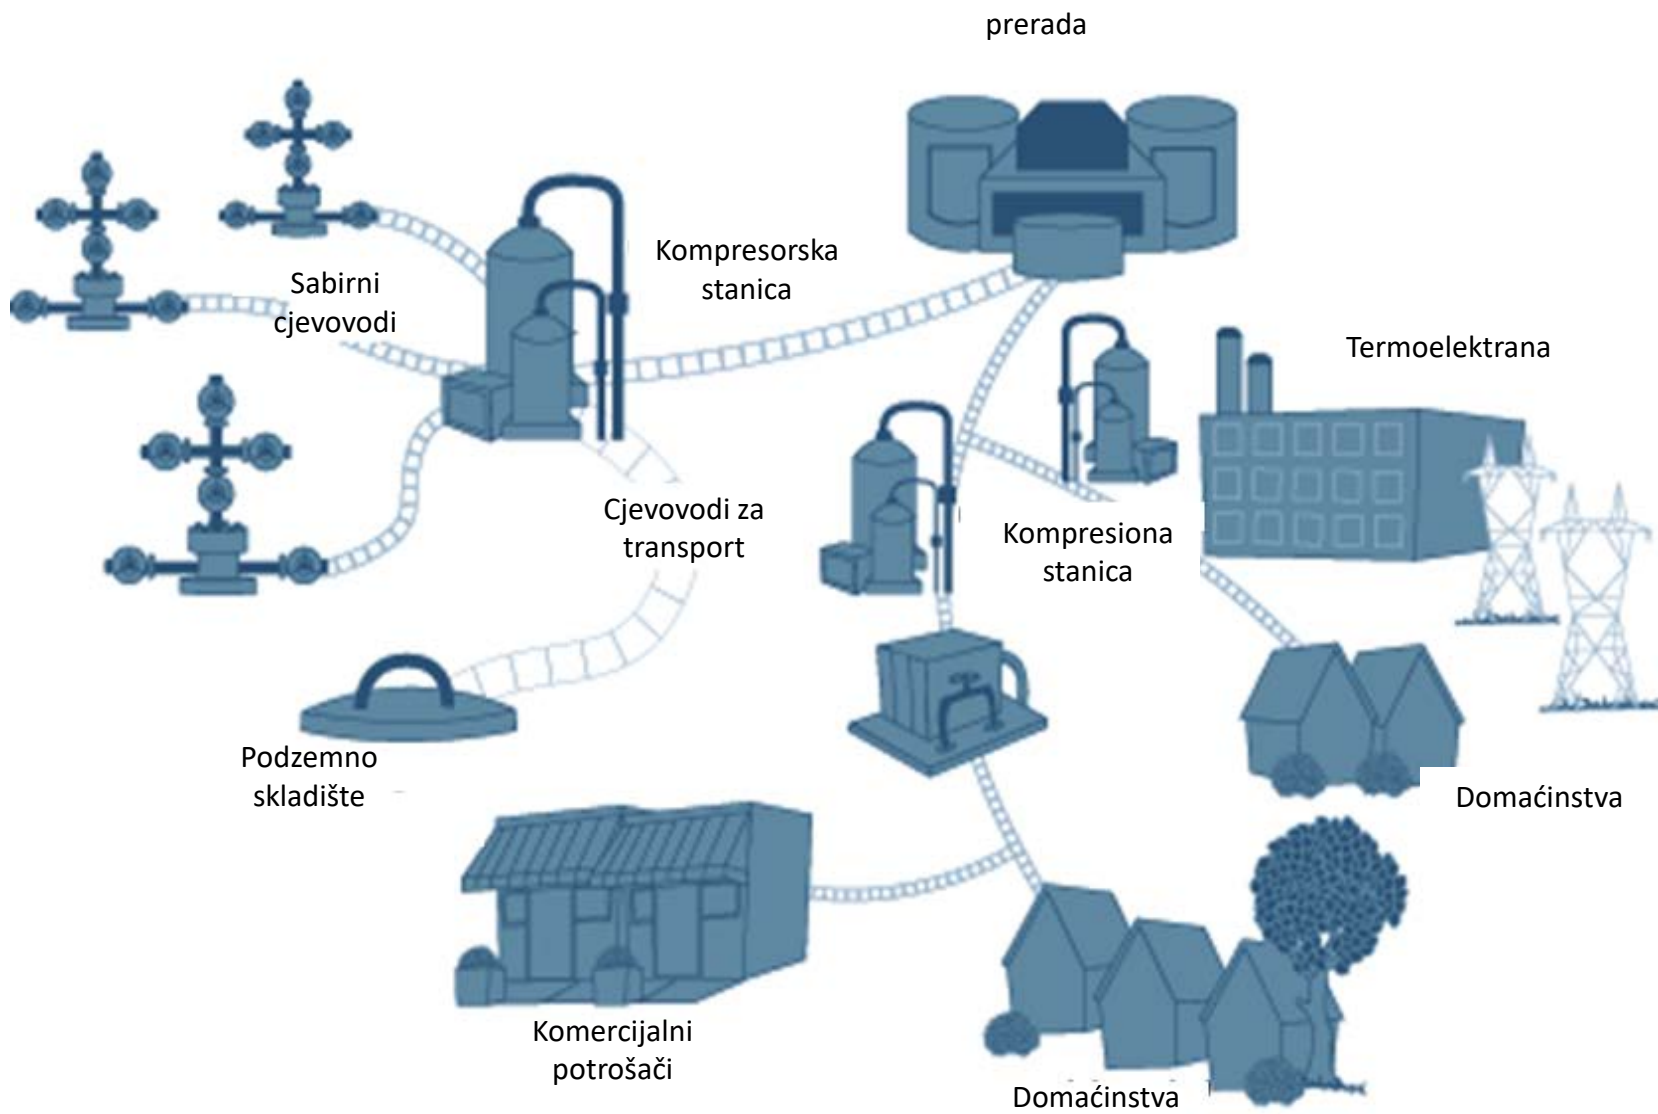 prerada
Kompresorska
stanica
Sabirni
cjevovodi
Termoelektrana
Cjevovodi za
transport
Kompresiona
stanica
Podzemno
skladište
Domaćinstva
Komercijalni
potrošači
Domaćinstva